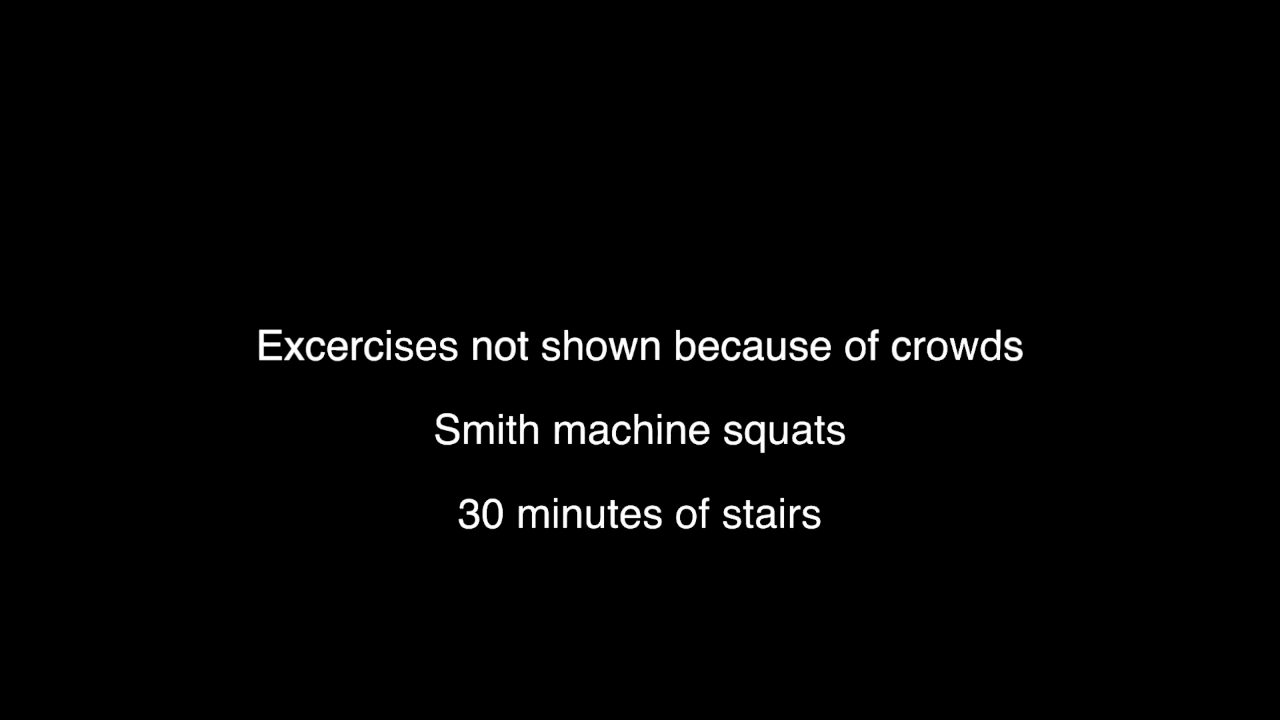 Excercises not shown because of crowds
Smith machine squats
30 minutes of stairs